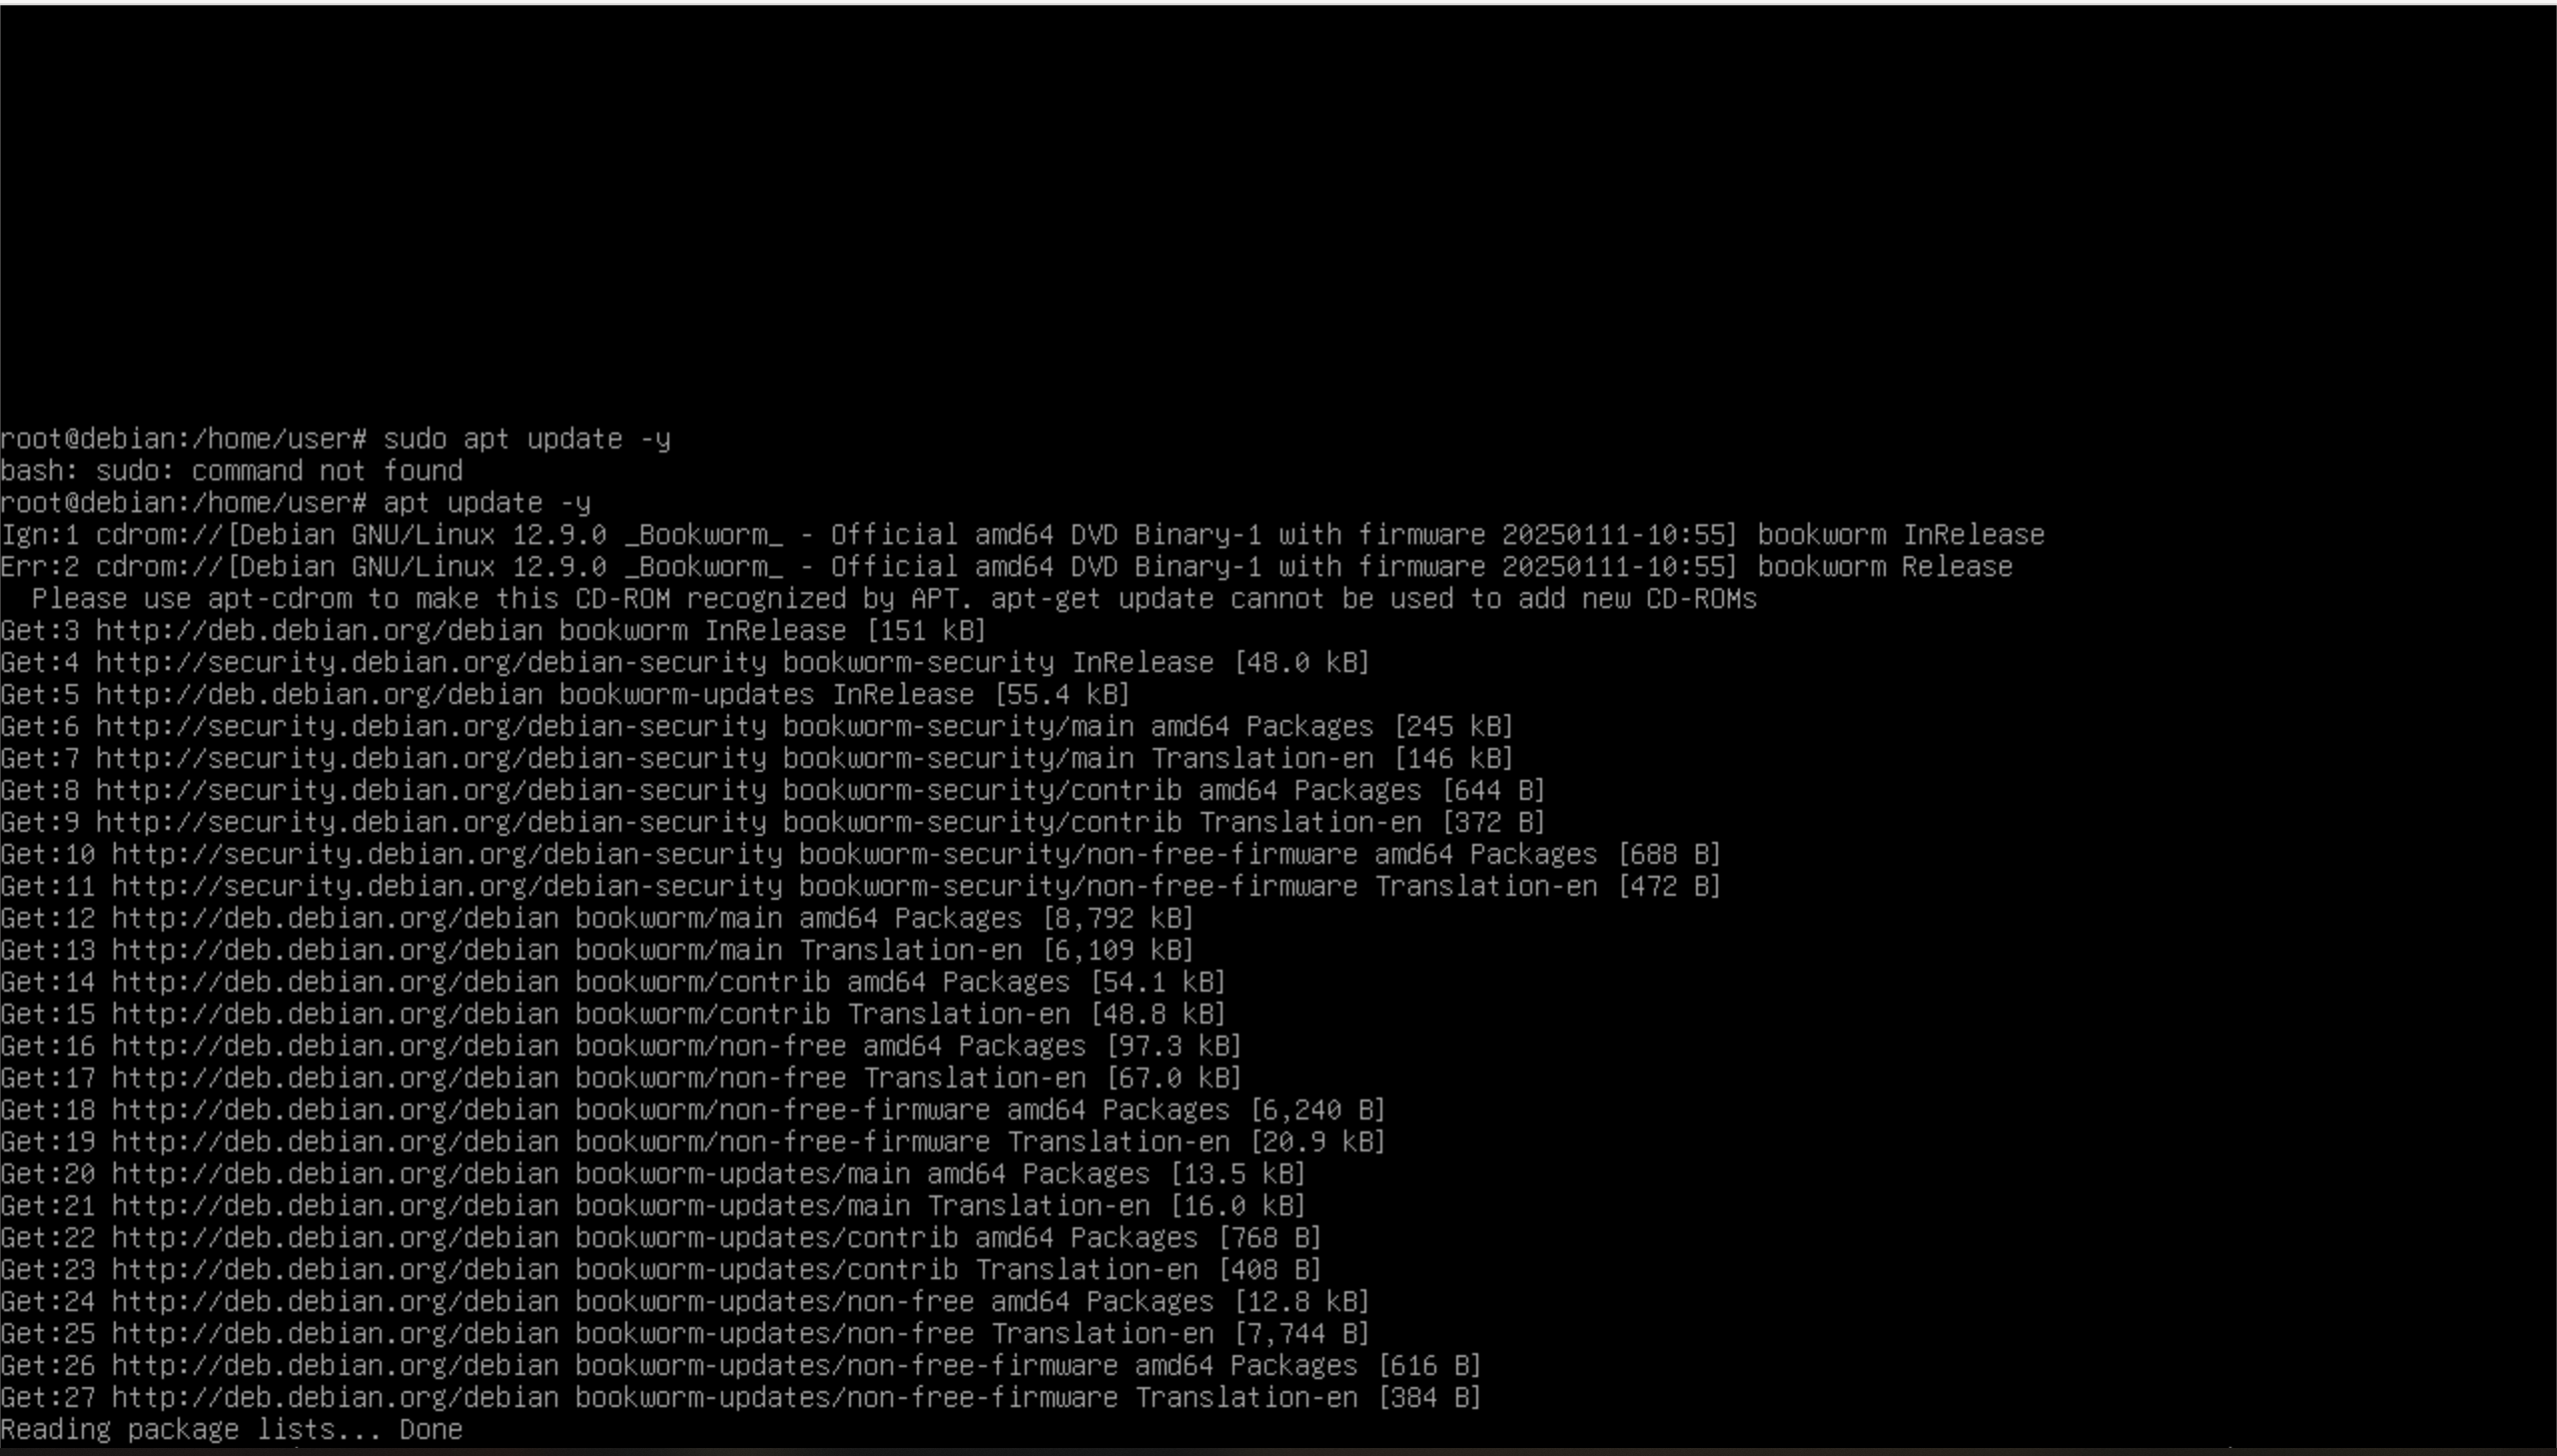 root@debian:/home/user# sudo apt update -y
bash: sudo: command not found
root@debian:/home/user# apt update -y
Ign:1 cdrom://[Debian GNU/Linux 12.9.0 _Bookworm_ - Official amd64 DVD Binary-1 with firmware 20250111-10:55] bookworm InRelease
Err:2 cdrom://[Debian GNU/Linux 12.9.0 _Bookworm_ - Official amd64 DVD Binary-1 with firmware 20250111-10:55] bookworm Release
  Please use apt-cdrom to make this CD-ROM recognized by APT. apt-get update cannot be used to add new CD-ROMs
Get:3 http://deb.debian.org/debian bookworm InRelease [151 kB]
Get:4 http://security.debian.org/debian-security bookworm-security InRelease [48.0 kB]
Get:5 http://deb.debian.org/debian bookworm-updates InRelease [55.4 kB]
Get:6 http://security.debian.org/debian-security bookworm-security/main amd64 Packages [245 kB]
Get:7 http://security.debian.org/debian-security bookworm-security/main Translation-en [146 kB]
Get:8 http://security.debian.org/debian-security bookworm-security/contrib amd64 Packages [644 B]
Get:9 http://security.debian.org/debian-security bookworm-security/contrib Translation-en [372 B]
Get:10 http://security.debian.org/debian-security bookworm-security/non-free-firmware amd64 Packages [688 B]
Get:11 http://security.debian.org/debian-security bookworm-security/non-free-firmware Translation-en [472 B]
Get:12 http://deb.debian.org/debian bookworm/main amd64 Packages [8,792 kB]
Get:13 http://deb.debian.org/debian bookworm/main Translation-en [6,109 kB]
Get:14 http://deb.debian.org/debian bookworm/contrib amd64 Packages [54.1 kB]
Get:15 http://deb.debian.org/debian bookworm/contrib Translation-en [48.8 kB]
Get:16 http://deb.debian.org/debian bookworm/non-free amd64 Packages [97.3 kB]
Get:17 http://deb.debian.org/debian bookworm/non-free Translation-en [67.0 kB]
Get:18 http://deb.debian.org/debian bookworm/non-free-firmware amd64 Packages [6,240 B]
Get:19 http://deb.debian.org/debian bookworm/non-free-firmware Translation-en [20.9 kB]
Get:20 http://deb.debian.org/debian bookworm-updates/main amd64 Packages [13.5 kB]
Get:21 http://deb.debian.org/debian bookworm-updates/main Translation-en [16.0 kB]
Get:22 http://deb.debian.org/debian bookworm-updates/contrib amd64 Packages [768 B]
Get:23 http://deb.debian.org/debian bookworm-updates/contrib Translation-en [408 B]
Get:24 http://deb.debian.org/debian bookworm-updates/non-free amd64 Packages [12.8 kB]
Get:25 http://deb.debian.org/debian bookworm-updates/non-free Translation-en [7,744 B]
Get:26 http://deb.debian.org/debian bookworm-updates/non-free-firmware amd64 Packages [616 B]
Get:27 http://deb.debian.org/debian bookworm-updates/non-free-firmware Translation-en [384 B]
Reading package lists... Done